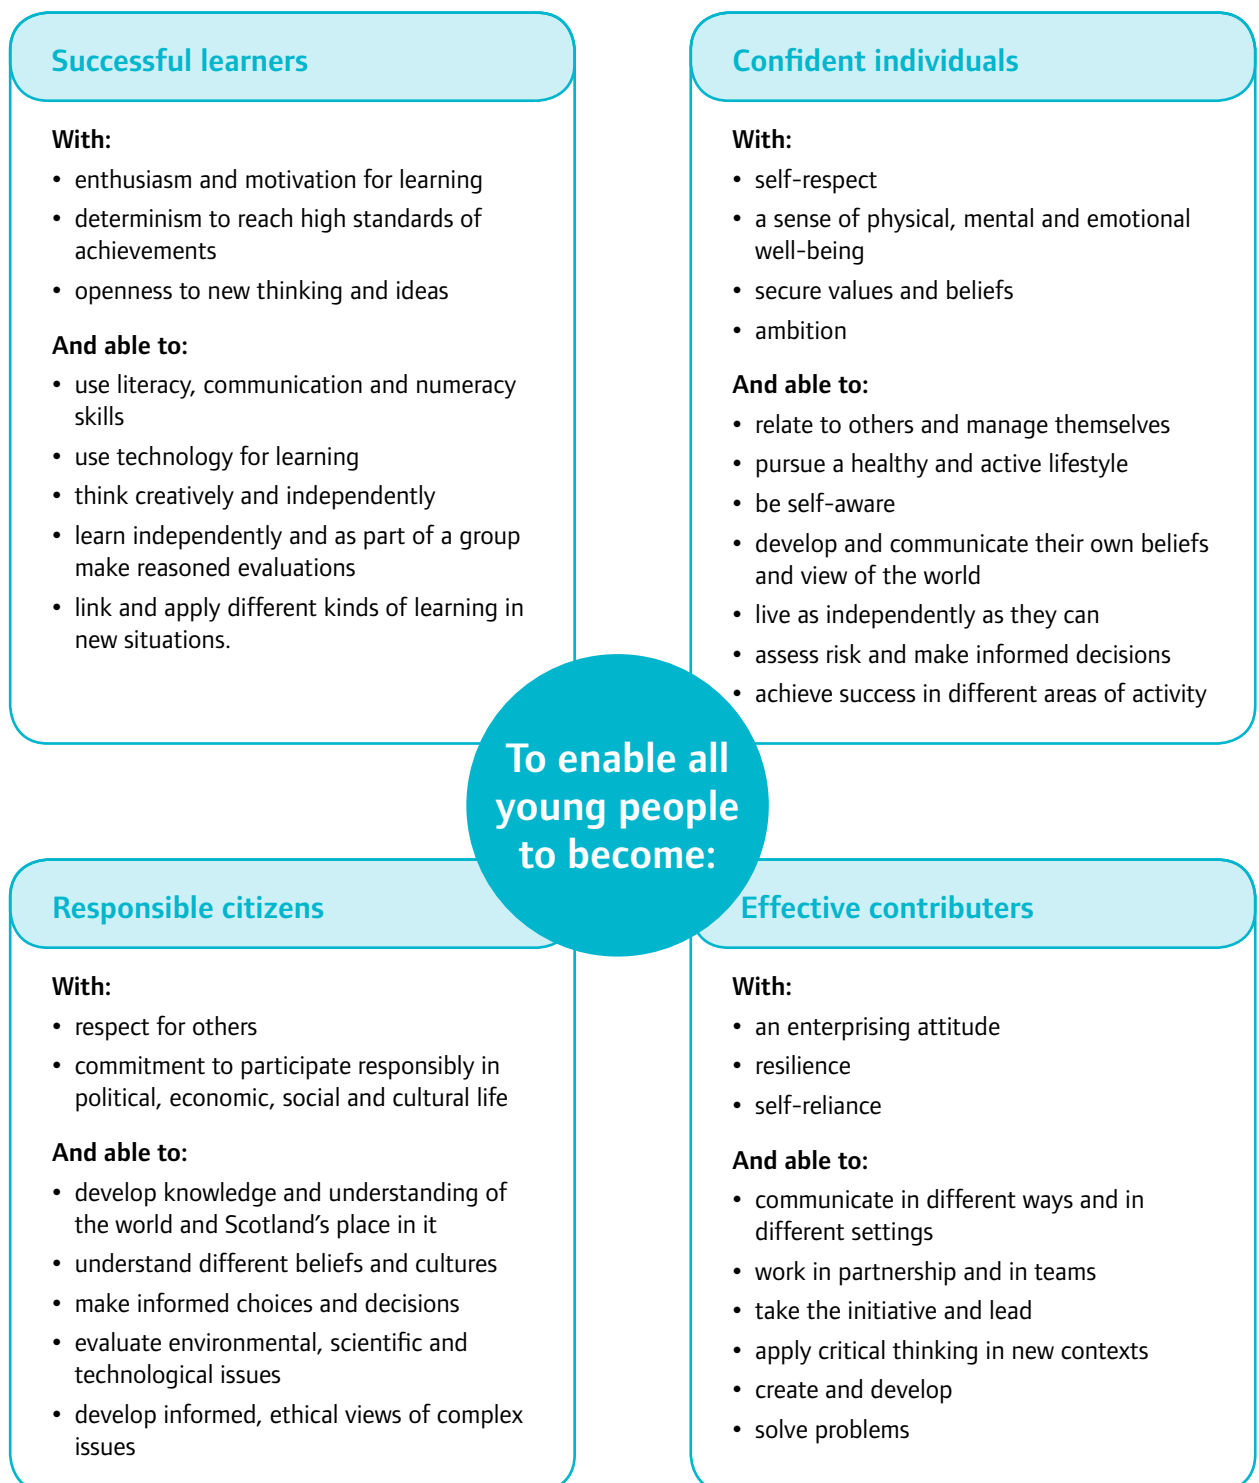 Successful learners
With:
• enthusiasm and motivation for learning
• determinism to reach high standards of
achievements
• openness to new thinking and ideas
And able to:
• use literacy, communication and numeracy
skills
• use technology for learning
• think creatively and independently
• learn independently and as part of a group
make reasoned evaluations
• link and apply different kinds of learning in
new situations.
Confident individuals
With:
• self-respect
• a sense of physical, mental and emotional
well-being
• secure values and beliefs
• ambition
And able to:
• relate to others and manage themselves
• pursue a healthy and active lifestyle
• be self-aware
• develop and communicate their own beliefs
and view of the world
• live as independently as they can
• assess risk and make informed decisions
• achieve success in different areas of activity
To enable all
young people
to become:
Responsible citizens
With:
• respect for others
• commitment to participate responsibly in
political, economic, social and cultural life
And able to:
• develop knowledge and understanding of
the world and Scotland’s place in it
• understand different beliefs and cultures
• make informed choices and decisions
• evaluate environmental, scientific and
technological issues
• develop informed, ethical views of complex
issues
Effective contributers
With:
• an enterprising attitude
• resilience
• self-reliance
And able to:
• communicate in different ways and in
different settings
• work in partnership and in teams
• take the initiative and lead
• apply critical thinking in new contexts
• create and develop
• solve problems